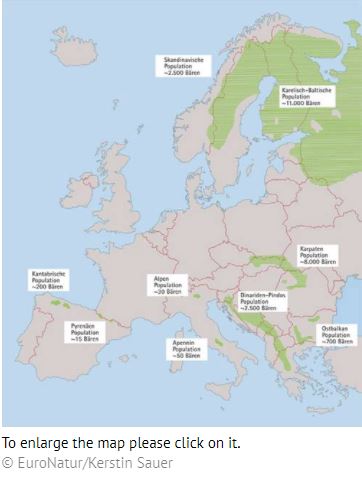 Skandinavische
Population
~2.500 Bären
Karelisch-Baltische
Population
~11.000 Bären
Karpaten
Population
~8.000 Bären
Kantabrische
Population
~200 Bären
Alpen
Population
~30 Bären
Dinariden-Pindos
Population
~2.500 Bären
Pyrenäen
Population
~15 Bären
Apennin
Population
~50 Bären
Ostbalkan
Population
~700 Bären
To enlarge the map please click on it.
© EuroNatur/Kerstin Sauer